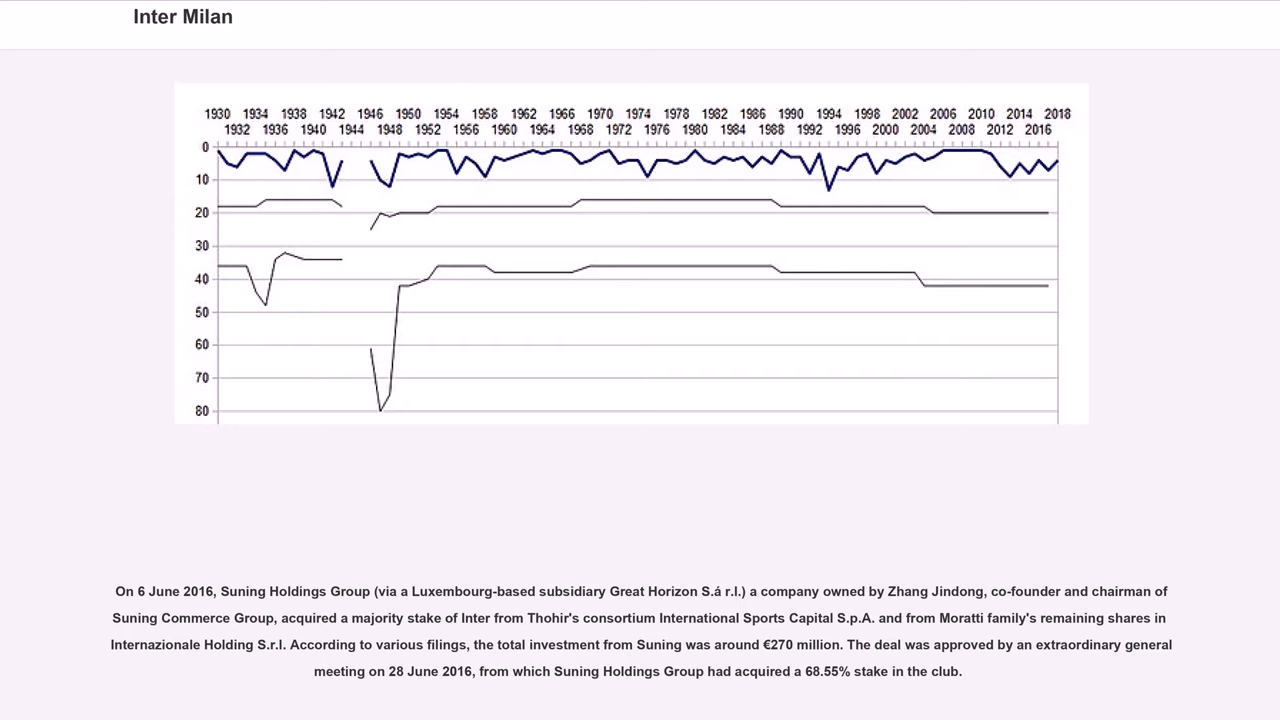 Inter Milan
1930 1934 1938 1942 1946 1950 1954 1958 1962 1966 1970 1974 1978 1982 1986 1990 1994 1998 2002 2006 2010 2014 2018
1932 1936 1940 1944 1948 1952 1956 1960 1964 1968 1972 1976 1980 1984 1988 1992 1996 2000 2004 2008 2012 2016
0
10
20
30
40
50
60
70
80
On 6 June 2016, Suning Holdings Group (via a Luxembourg-based subsidiary Great Horizon S.á r.l.) a company owned by Zhang Jindong, co-founder and chairman of
Suning Commerce Group, acquired a majority stake of Inter from Thohir's consortium International Sports Capital S.p.A. and from Moratti family's remaining shares in
Internazionale Holding S.r.l. According to various filings, the total investment from Suning was around €270 million. The deal was approved by an extraordinary general
meeting on 28 June 2016, from which Suning Holdings Group had acquired a 68.55% stake in the club.